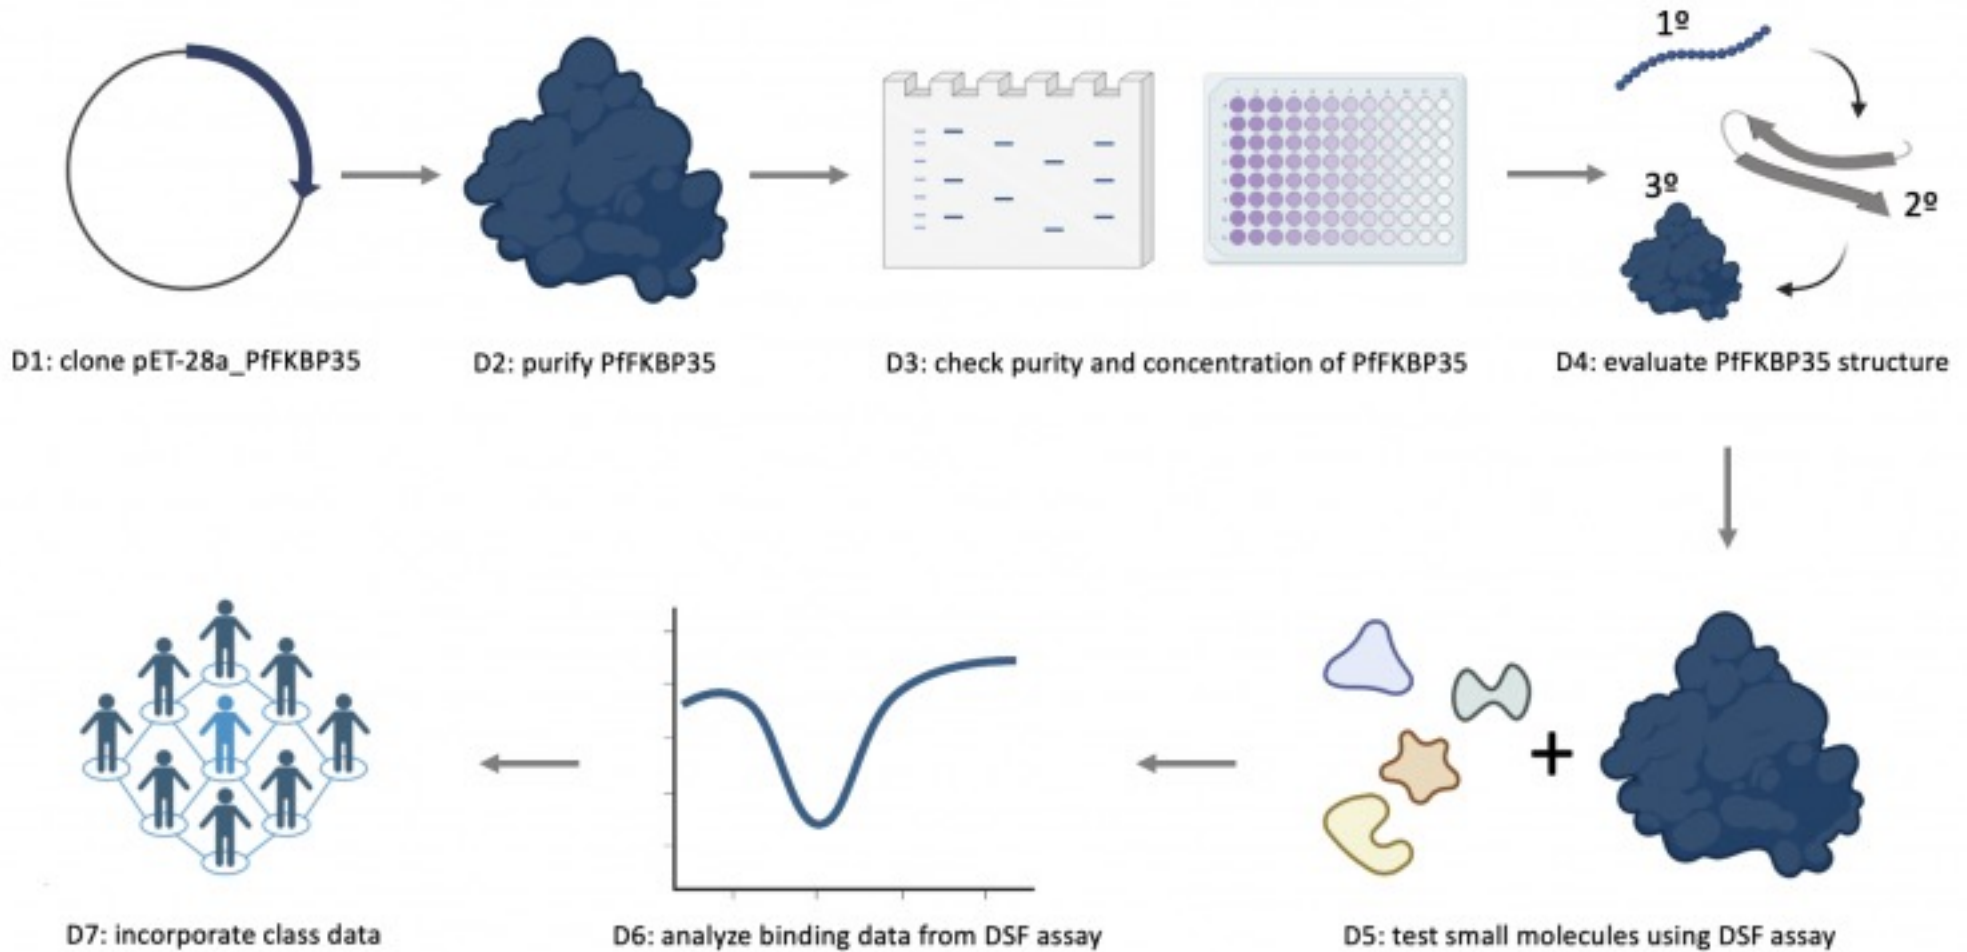 1º
2º
3º
D1: clone pET-28a_PfFKBP35
D2: purify PfFKBP35
D3: check purity and concentration of PfFKBP35
D4: evaluate PfFKBP35 structure
+
D7: incorporate class data
D6: analyze binding data from DSF assay
D5: test small molecules using DSF assay